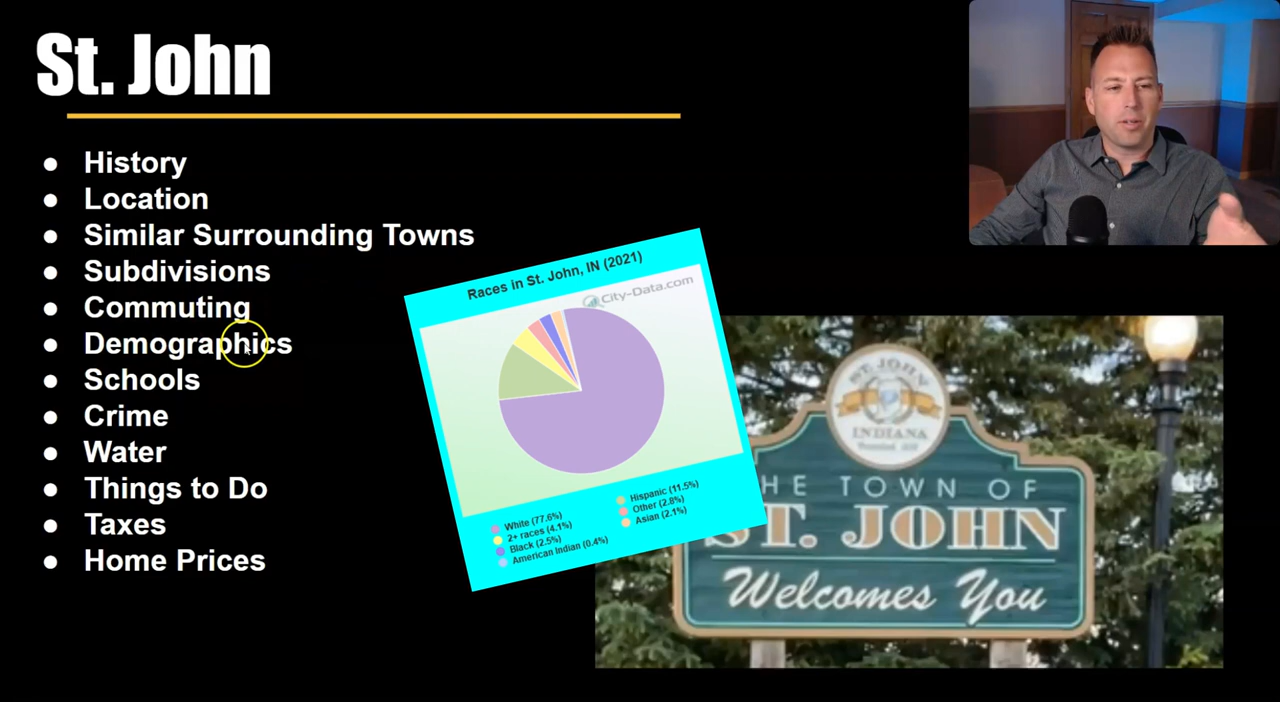 St. John
● History
● Location
● Similar Surrounding Towns
● Subdivisions
● Commuting
● Demographics
● Schools
● Crime
● Water
● Things to Do
● Taxes
● Home Prices
Races in St. John, IN (2021)
City-Data.com
White (77.6%)
2+ races (4.1%)
Black (2.5%)
American Indian (0.4%)
Hispanic (11.5%)
Other (2.8%)
Asian (2.1%)
ST. JOHN
INDIANA
HE TOWN OF
ST. JOHN
Welcomes You